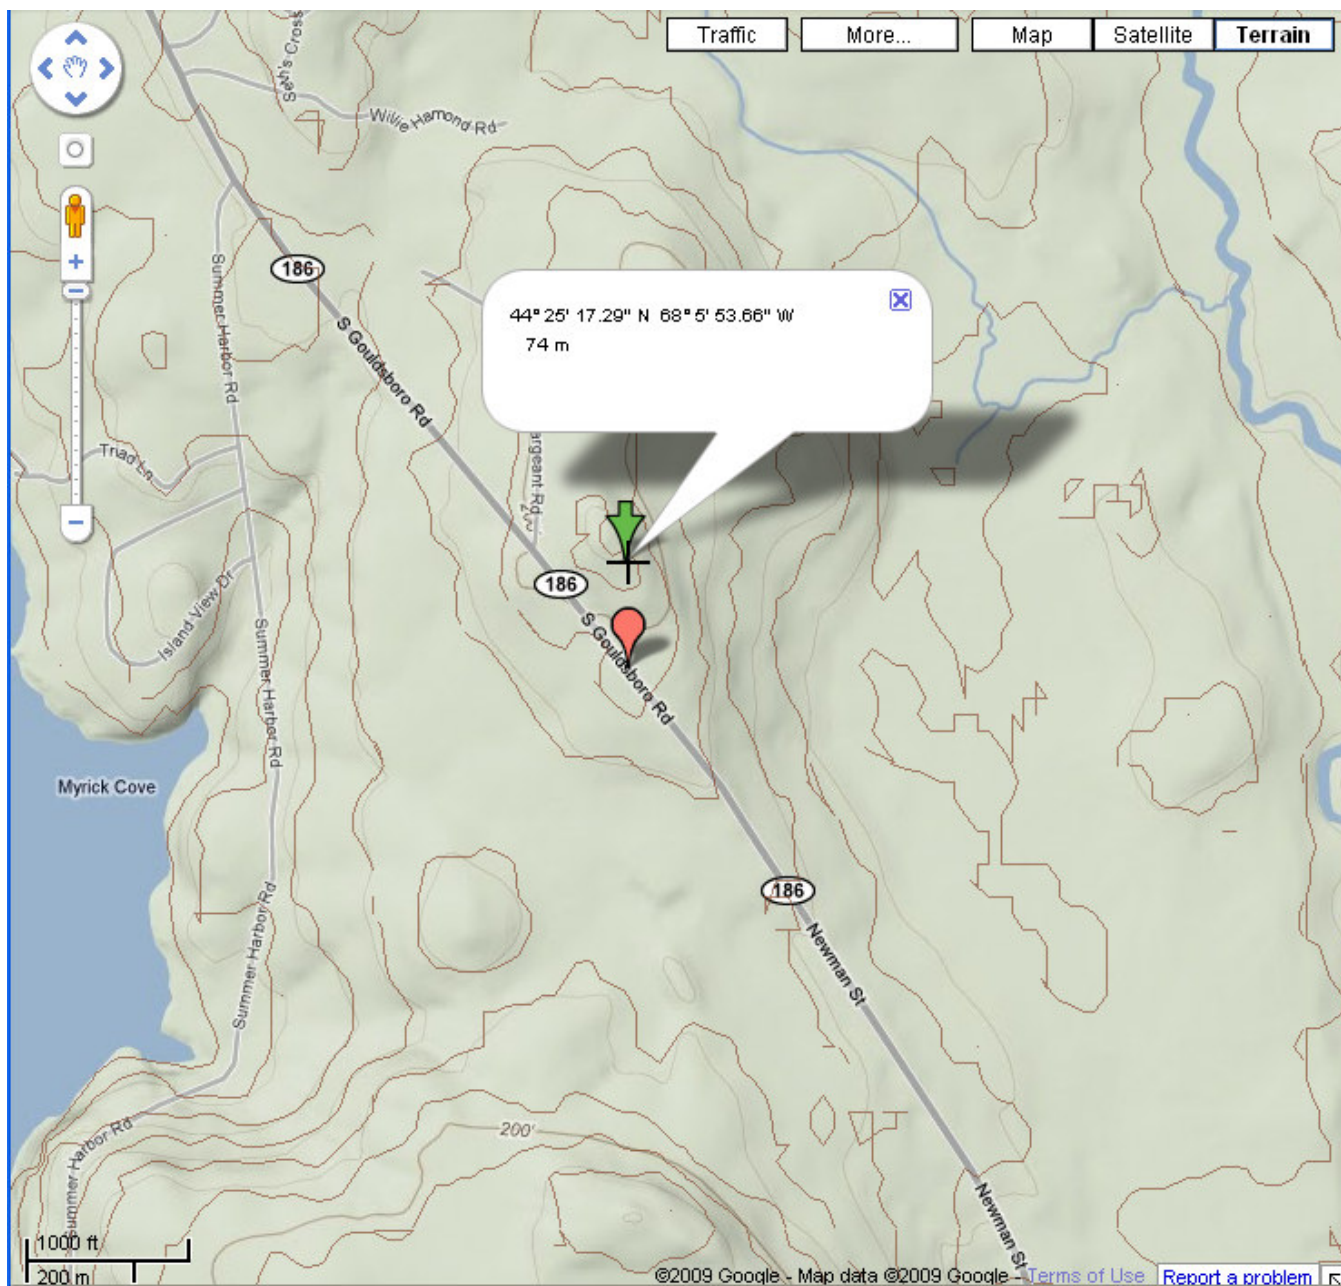 Traffic
More...
Map
Satellite
Terrain
Willie Hamond Rd
186
Summer Harbor Rd
S Gouldsboro Rd
44° 25' 17.29" N 68° 5' 53.66" W
74 m
Triad Ln
186
Island View Dr
S Gouldsboro Rd
Summer Harbor Rd
Myrick Cove
186
Summer Harbor Rd
Newman St
200'
Summer Harbor Rd
Newman St
1000 ft
200 m
©2009 Google - Map data ©2009 Google - Terms of Use
Report a problem